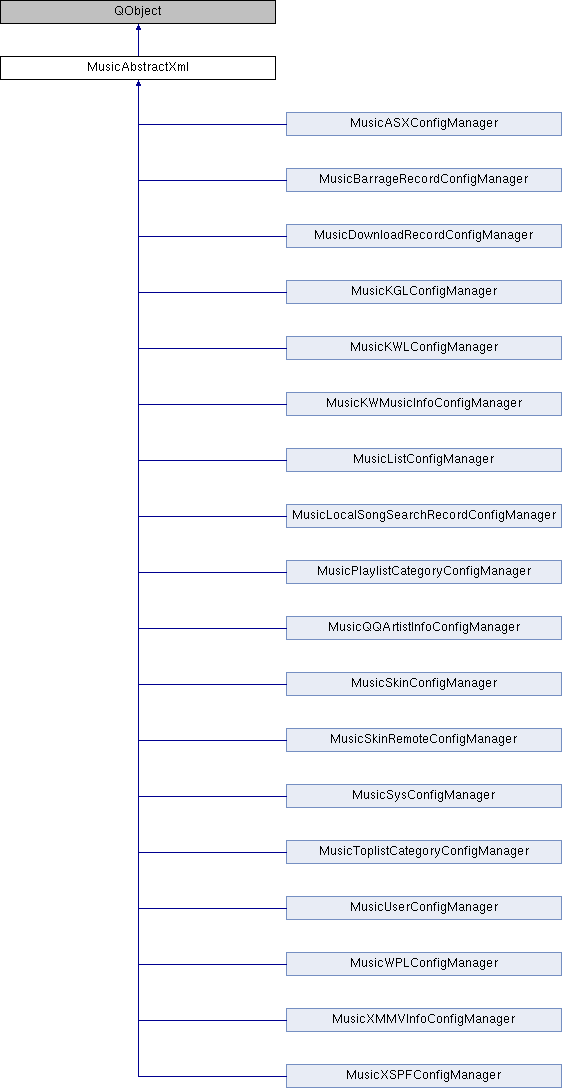 QObject
MusicAbstractXml
MusicASXConfigManager
MusicBarrageRecordConfigManager
MusicDownloadRecordConfigManager
MusicKGLConfigManager
MusicKWLConfigManager
MusicKWMusicInfoConfigManager
MusicListConfigManager
MusicLocalSongSearchRecordConfigManager
MusicPlaylistCategoryConfigManager
MusicQQArtistInfoConfigManager
MusicSkinConfigManager
MusicSkinRemoteConfigManager
MusicSysConfigManager
MusicToplistCategoryConfigManager
MusicUserConfigManager
MusicWPLConfigManager
MusicXMMVInfoConfigManager
MusicXSPFConfigManager